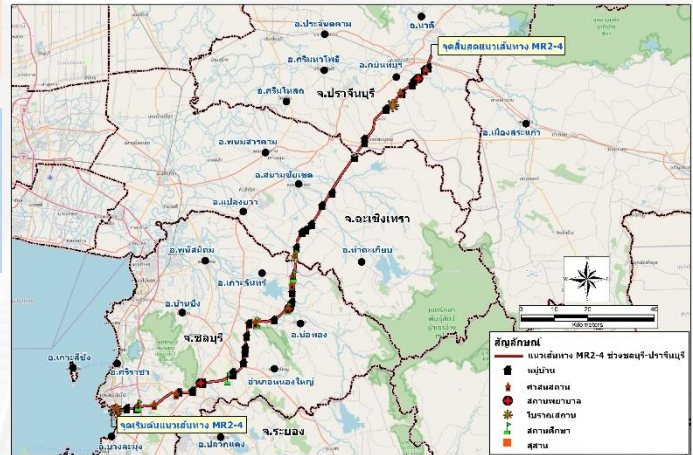 อ.นาดี
อ.ประจันตคาม
จุดสิ้นสุดแนวเส้นทาง MR2-4
อ.ศรีมหาโพธิ
อ.กบินทร์บุรี
จ.ปราจีนบุรี
อ.ศรีมโหสถ
อ.เมืองสระแก้ว
อ.พนมสารคาม
อ.สนามชัยเขต
อ.แปลงยาว
จ.ฉะเชิงเทรา
อ.พนัสนิคม
อ.ท่าตะเกียบ
อ.เกาะจันทร์
อ.บ้านบึง
จ.ชลบุรี
อ.บ่อทอง
อ.เกาะสีชัง
อ.ศรีราชา
อำเภอหนองใหญ่
จุดเริ่มต้นแนวเส้นทาง MR2-4
อ.บางละมุง
อ.ปลวกแดง
จ.ระยอง
0 10 20 40
Kilometers
สัญลักษณ์
แนวเส้นทาง MR2-4 ช่วงชลบุรี-ปราจีนบุรี
หมู่บ้าน
ศาสนสถาน
สถานพยาบาล
โบราณสถาน
สถานศึกษา
สุสาน